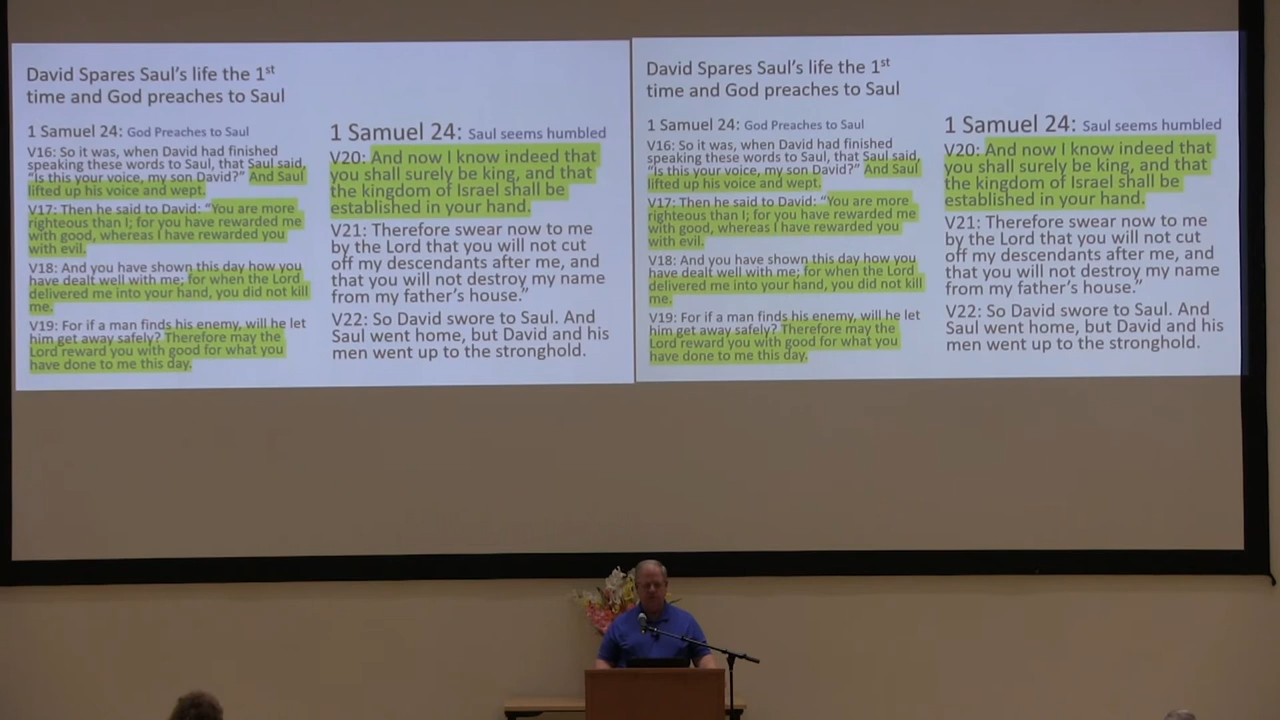 David Spares Saul's life the 1st
time and God preaches to Saul
1 Samuel 24: God Preaches to Saul
V16: So it was, when David had finished
speaking these words to Saul, that Saul said,
"Is this your voice, my son David?" And Saul
lifted up his voice and wept.
V17: Then he said to David: "You are more
righteous than I; for you have rewarded me
with good, whereas I have rewarded you
with evil.
V18: And you have shown this day how you
have dealt well with me; for when the Lord
delivered me into your hand, you did not kill
me.
V19: For if a man finds his enemy, will he let
him get away safely? Therefore may the
Lord reward you with good for what you
have done to me this day.
1 Samuel 24: Saul seems humbled
V20: And now I know indeed that
you shall surely be king, and that
the kingdom of Israel shall be
established in your hand.
V21: Therefore swear now to me
by the Lord that you will not cut
off my descendants after me, and
that you will not destroy my name
from my father's house."
V22: So David swore to Saul. And
Saul went home, but David and his
men went up to the stronghold.
David Spares Saul's life the 1st
time and God preaches to Saul
1 Samuel 24: God Preaches to Saul
V16: So it was, when David had finished
speaking these words to Saul, that Saul said,
"Is this your voice, my son David?" And Saul
lifted up his voice and wept.
V17: Then he said to David: "You are more
righteous than I; for you have rewarded me
with good, whereas I have rewarded you
with evil.
V18: And you have shown this day how you
have dealt well with me; for when the Lord
delivered me into your hand, you did not kill
me.
V19: For if a man finds his enemy, will he let
him get away safely? Therefore may the
Lord reward you with good for what you
have done to me this day.
1 Samuel 24: Saul seems humbled
V20: And now I know indeed that
you shall surely be king, and that
the kingdom of Israel shall be
established in your hand.
V21: Therefore swear now to me
by the Lord that you will not cut
off my descendants after me, and
that you will not destroy my name
from my father's house."
V22: So David swore to Saul. And
Saul went home, but David and his
men went up to the stronghold.